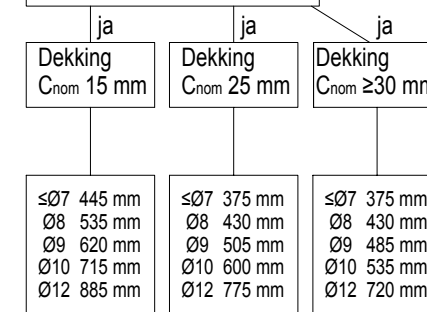 ja ja ja
Dekking Dekking Dekking
Cnom 15 mm Cnom 25 mm Cnom ≥30 mm
≤Ø7 445 mm ≤Ø7 375 mm ≤Ø7 375 mm
Ø8 535 mm Ø8 430 mm Ø8 430 mm
Ø9 620 mm Ø9 505 mm Ø9 485 mm
Ø10 715 mm Ø10 600 mm Ø10 535 mm
Ø12 885 mm Ø12 775 mm Ø12 720 mm